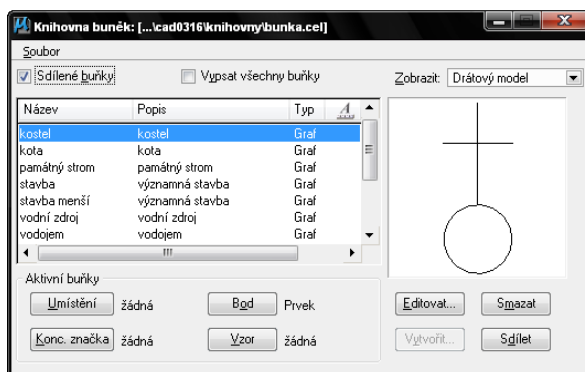 Knihovna buněk: [...\cad0316\knihovny\bunka.cel]
Soubor
Sdílené buňky
Vypsat všechny buňky
Zobrazit: Drátový model
Název Popis Typ
kostel kostel Graf
kota kota Graf
památný strom památný strom Graf
stavba významná stavba Graf
stavba menší významná stavba Graf
vodní zdroj vodní zdroj Graf
vodojem vodojem Graf
Aktivní buňky
Umístění žádná Bod Prvek
Editovat... Smazat
Konc. značka žádná Vzor žádná
Vytvořit... Sdílet